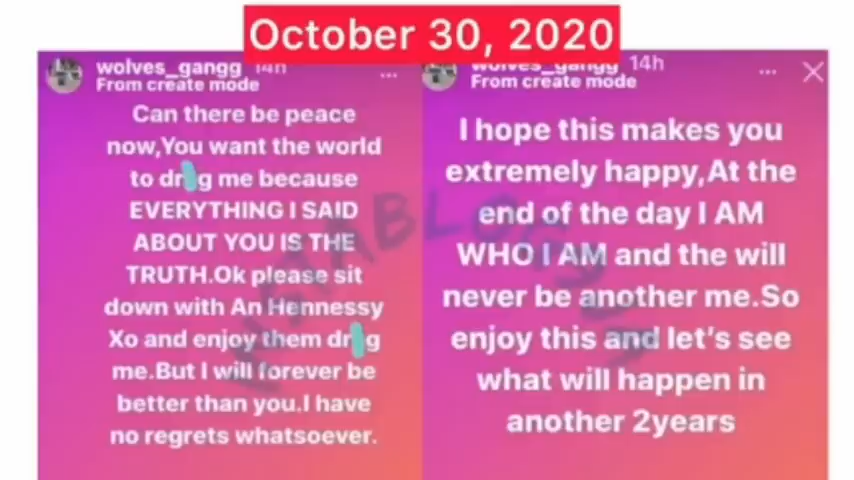 October 30, 2020
wolves_gangg 14h
From create mode
Can there be peace
now,You want the world
to dr g me because
EVERYTHING I SAID
ABOUT YOU IS THE
TRUTH.Ok please sit
down with An Hennessy
Xo and enjoy them dr g
me.But I will forever be
better than you.I have
no regrets whatsoever.
wolves_gangg 14h
From create mode
I hope this makes you
extremely happy,At the
end of the day I AM
WHO I AM and the will
never be another me.So
enjoy this and let's see
what will happen in
another 2years
INSTABLOG9JA